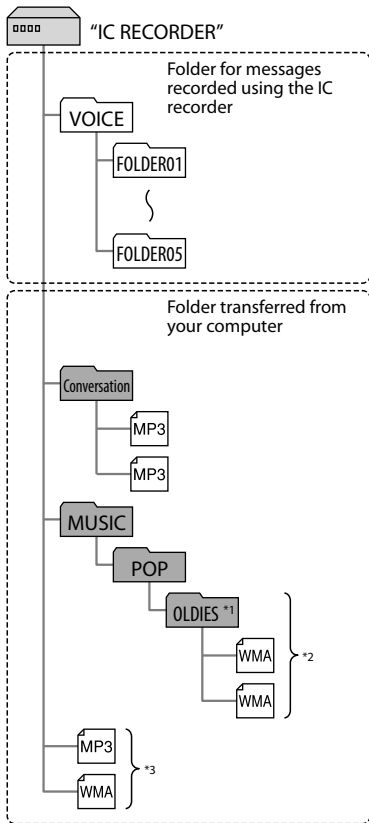 "IC RECORDER"
Folder for messages
recorded using the IC
recorder
VOICE
FOLDER01
FOLDER05
Folder transferred from
your computer
Conversation
MP3
MP3
MUSIC
POP
OLDIES *1
WMA
*2
WMA
MP3
*3
WMA